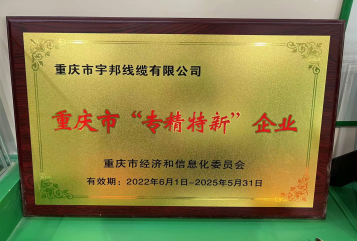 重庆市宇邦线缆有限公司
重庆市“专精特新”企业
重庆市经济和信息化委员会
有效期：2022年6月1日-2025年5月31日